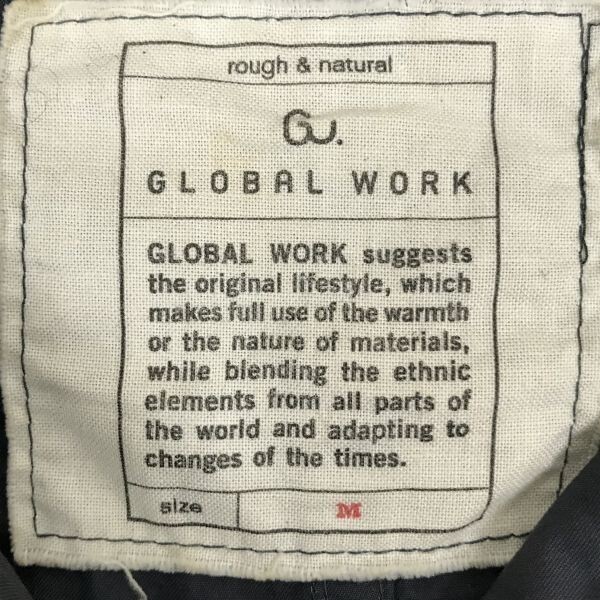 rough & natural
GW.
GLOBAL WORK
GLOBAL WORK suggests
the original lifestyle, which
makes full use of the warmth
or the nature of materials,
while blending the ethnic
elements from all parts of
the world and adapting to
changes of the times.
size M